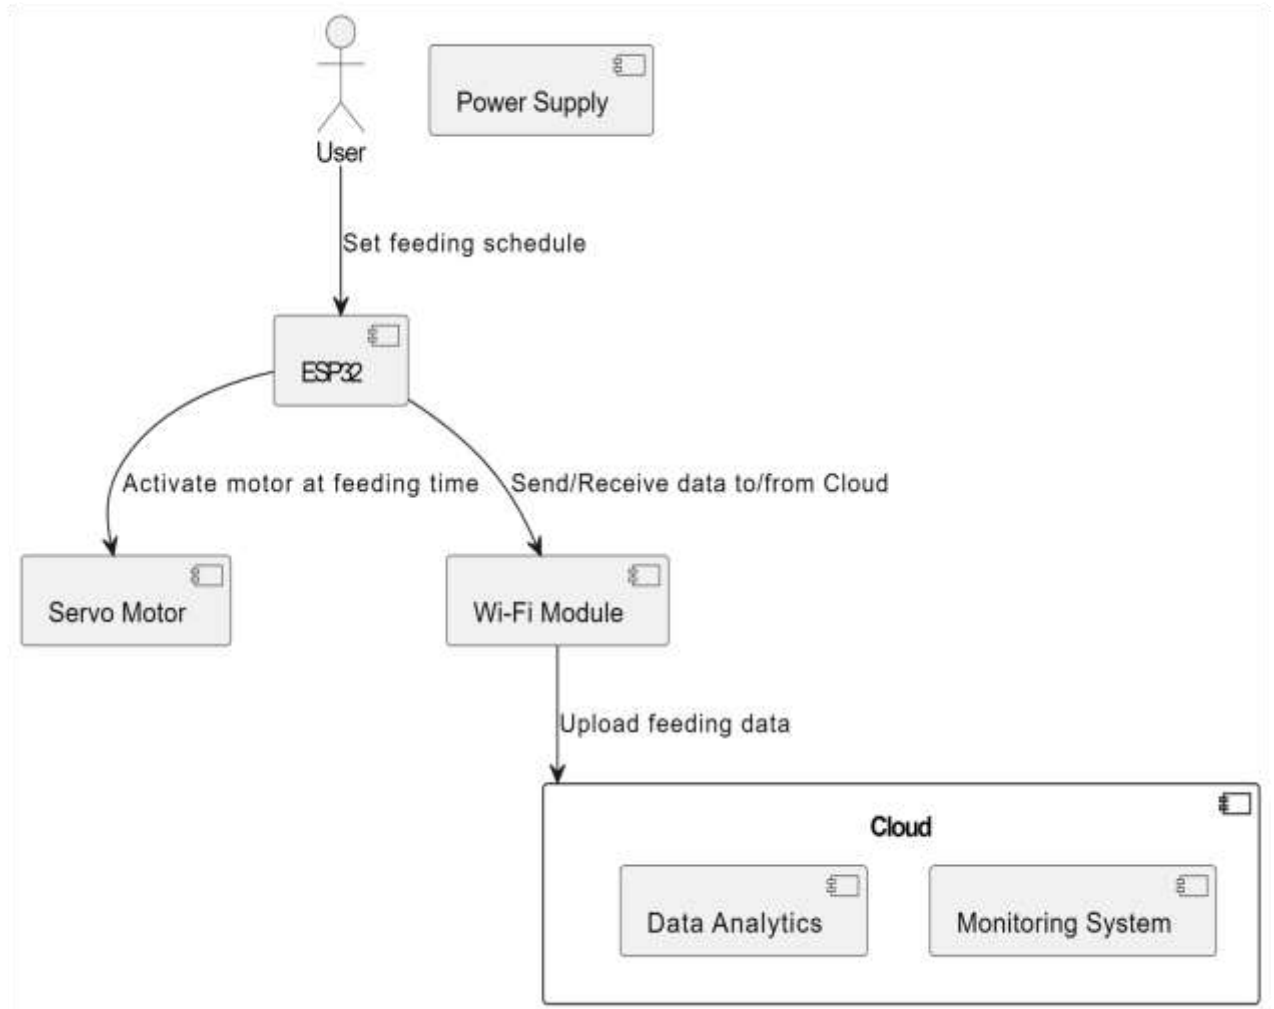 Power Supply
User
Set feeding schedule
ESP32
Activate motor at feeding time
Send/Receive data to/from Cloud
Servo Motor
Wi-Fi Module
Upload feeding data
Cloud
Data Analytics
Monitoring System